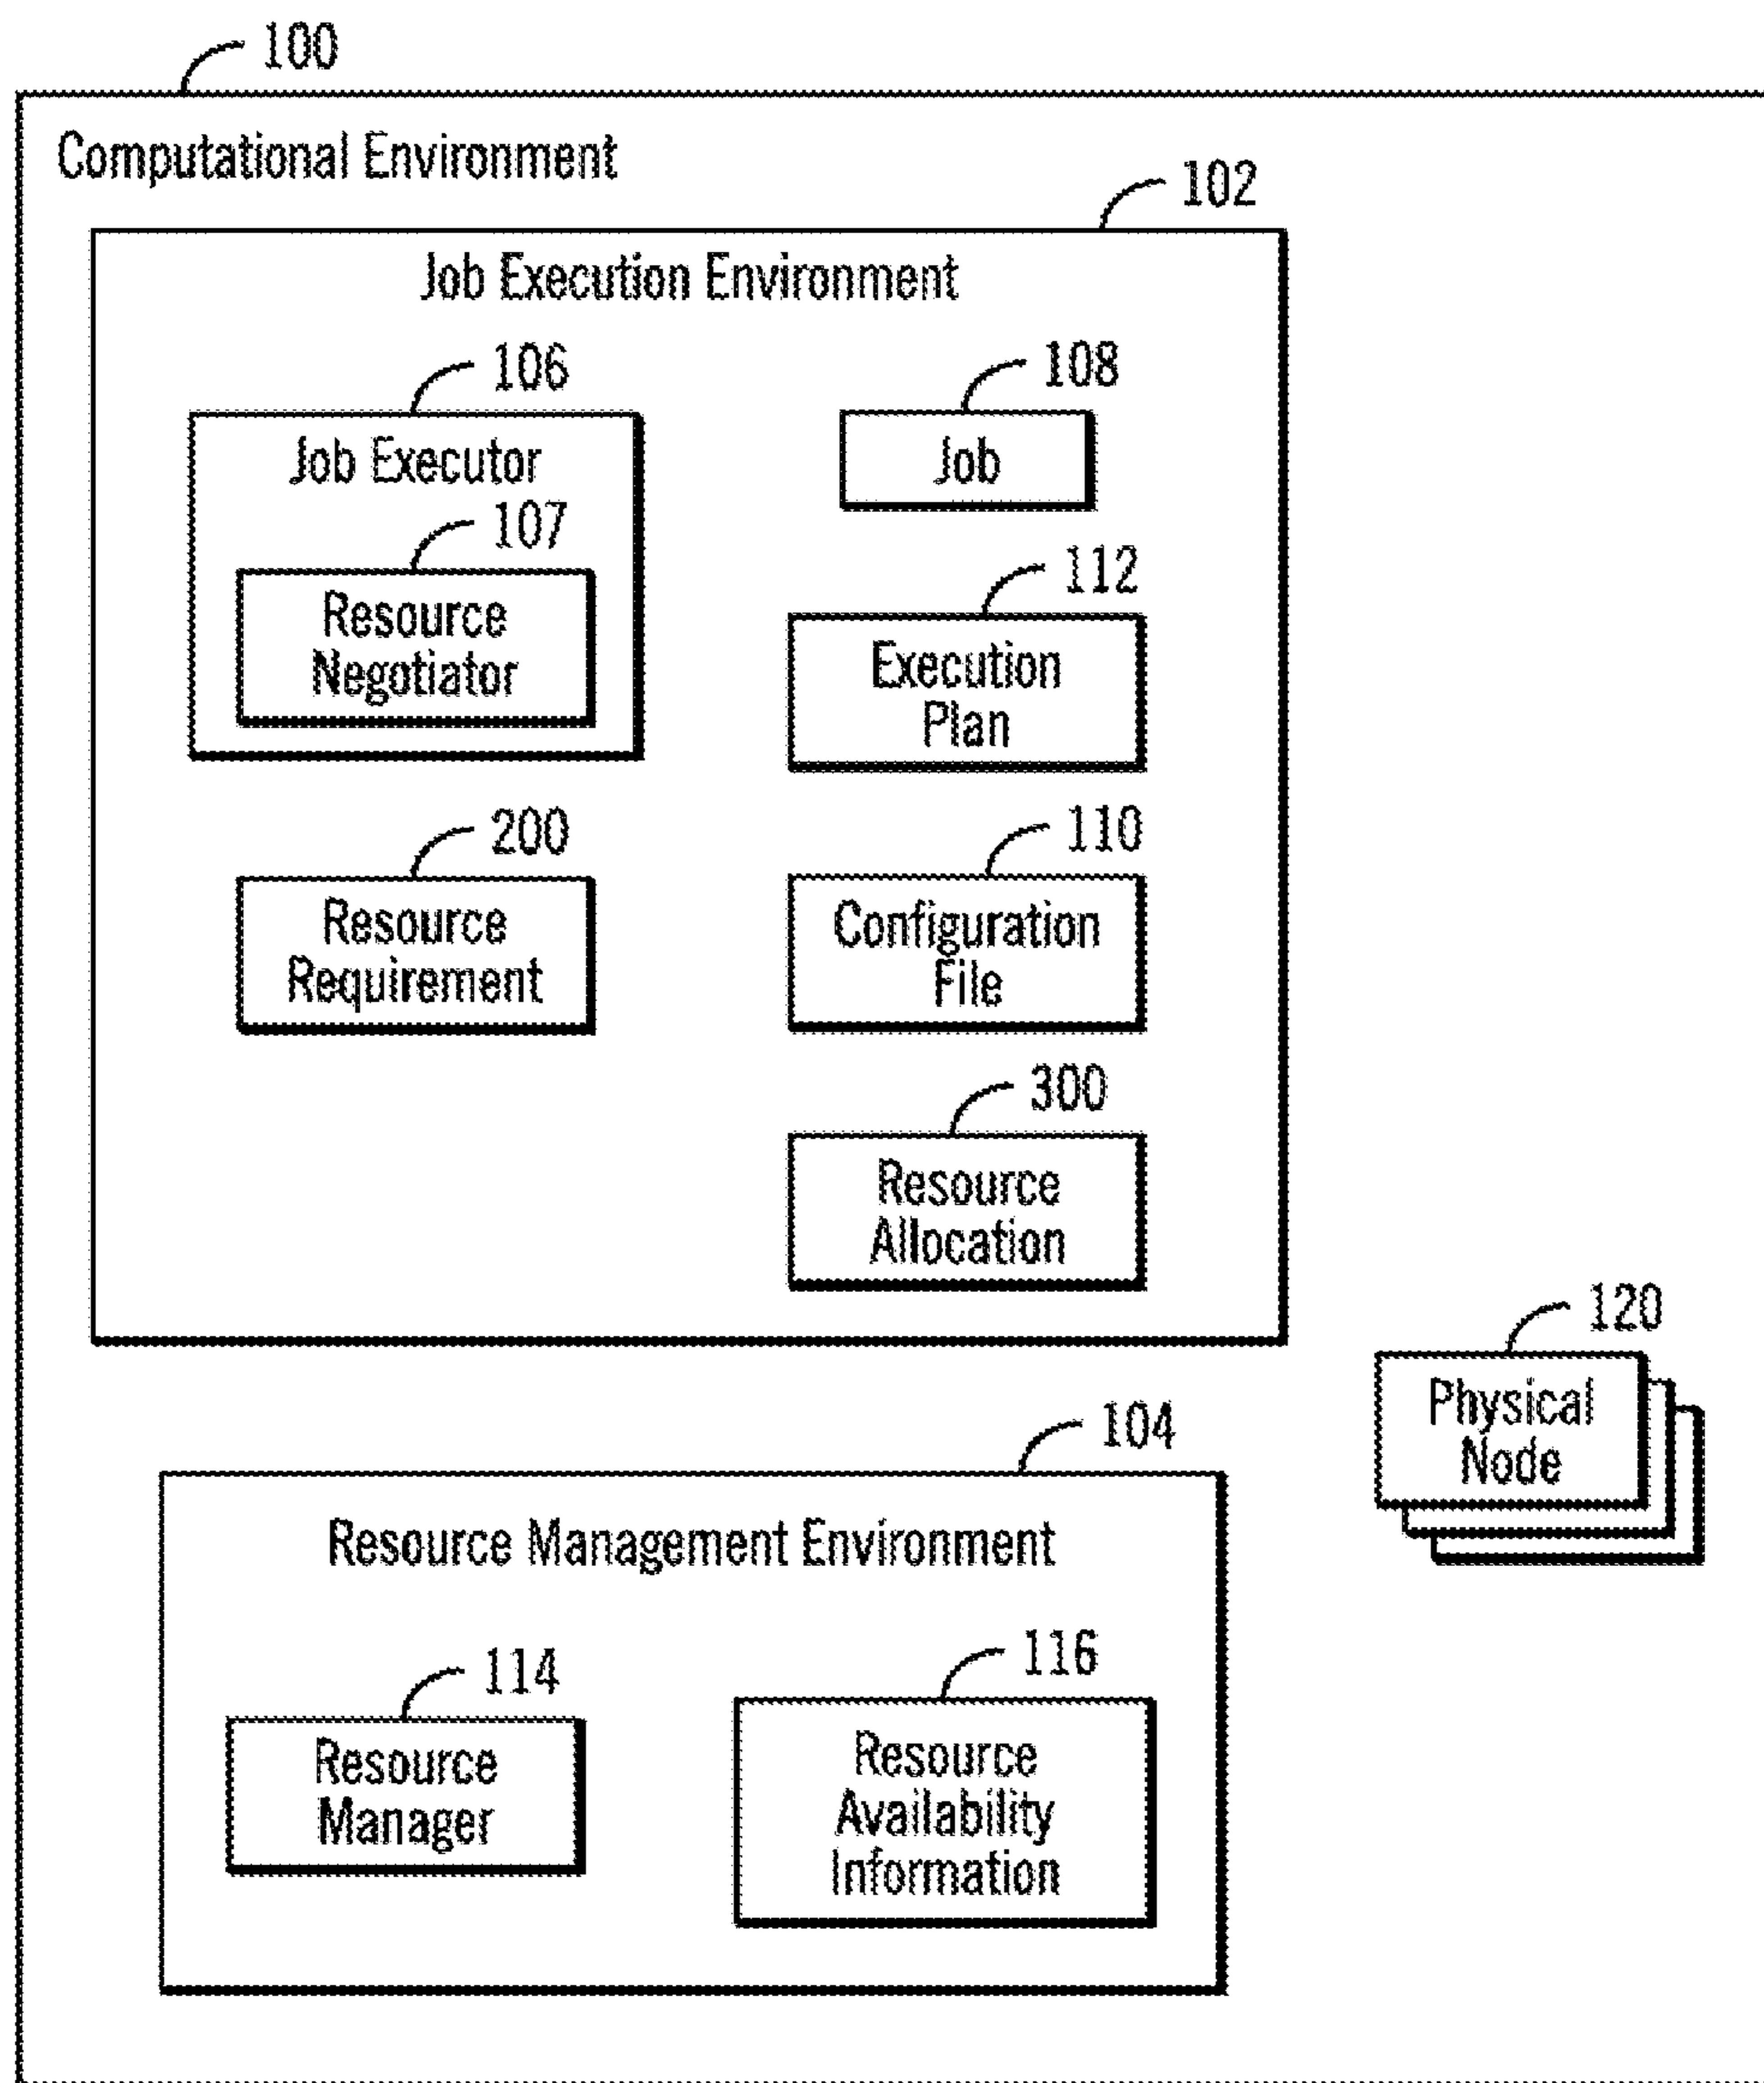 100
Computational Environment
102
Job Execution Environment
106
Job Executor
107
Resource
Negotiator
108
Job
112
Execution
Plan
200
Resource
Requirement
110
Configuration
File
300
Resource
Allocation
120
Physical
Node
104
Resource Management Environment
114
Resource
Manager
116
Resource
Availability
Information